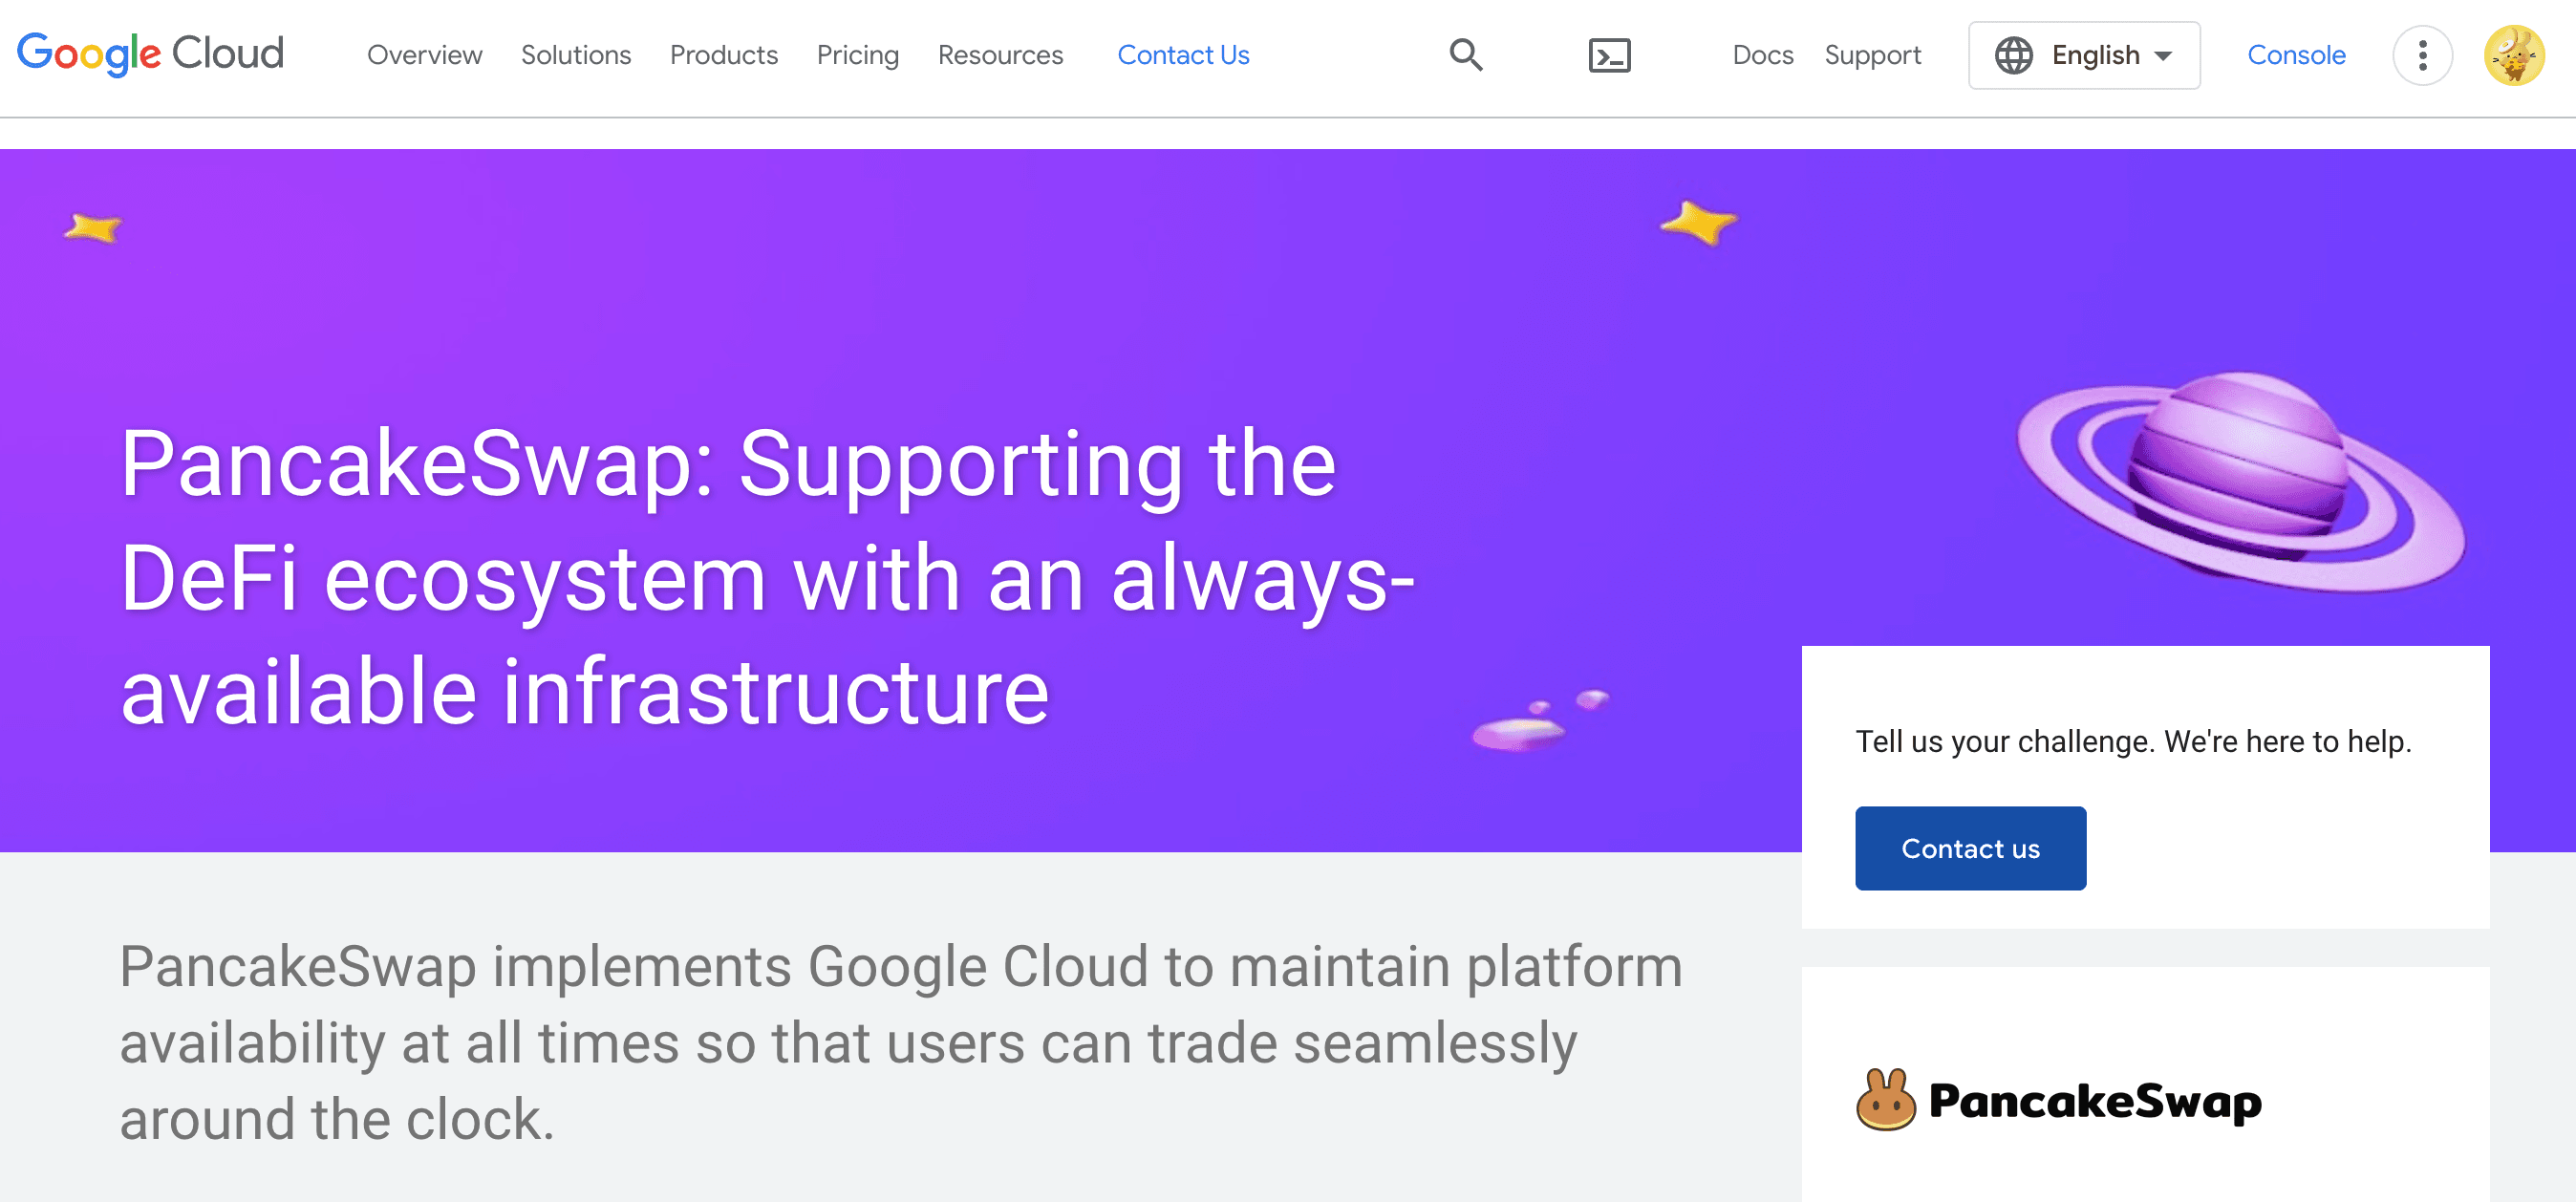 Google Cloud
Overview
Solutions
Products
Pricing
Resources
Contact Us
Docs
Support
English
Console
PancakeSwap: Supporting the
DeFi ecosystem with an always-
available infrastructure
Tell us your challenge. We're here to help.
Contact us
PancakeSwap implements Google Cloud to maintain platform
availability at all times so that users can trade seamlessly
around the clock.
PancakeSwap